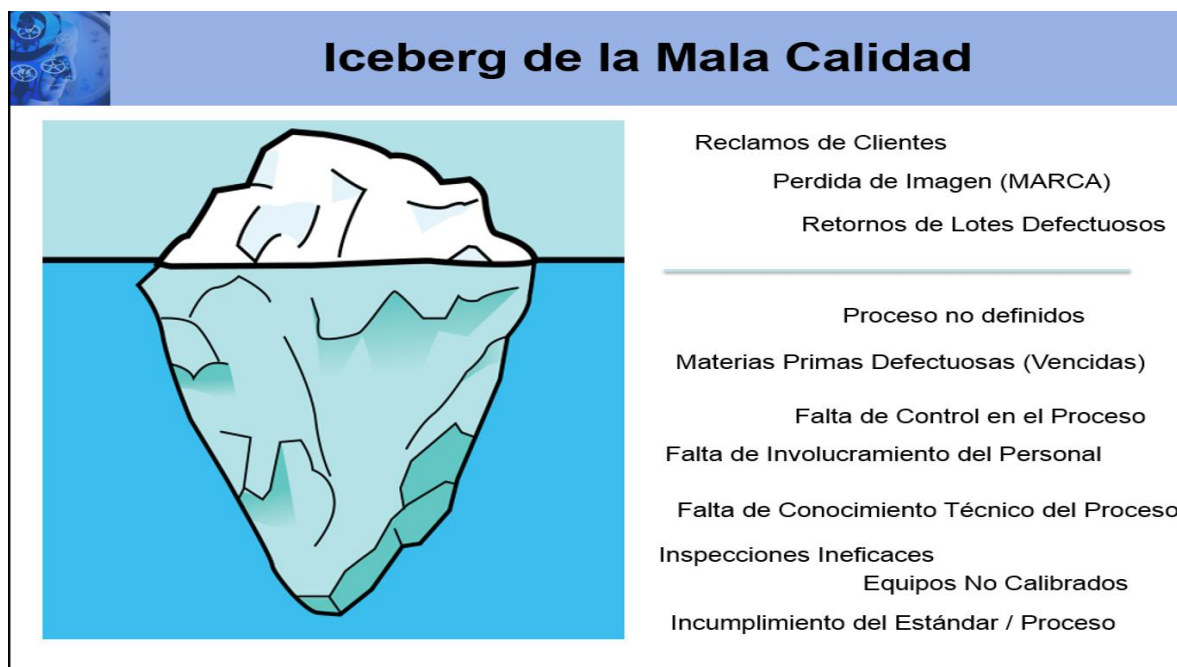 Iceberg de la Mala Calidad
Reclamos de Clientes
Perdida de Imagen (MARCA)
Retornos de Lotes Defectuosos
Proceso no definidos
Materias Primas Defectuosas (Vencidas)
Falta de Control en el Proceso
Falta de Involucramiento del Personal
Falta de Conocimiento Técnico del Proceso
Inspecciones Ineficaces
Equipos No Calibrados
Incumplimiento del Estándar / Proceso